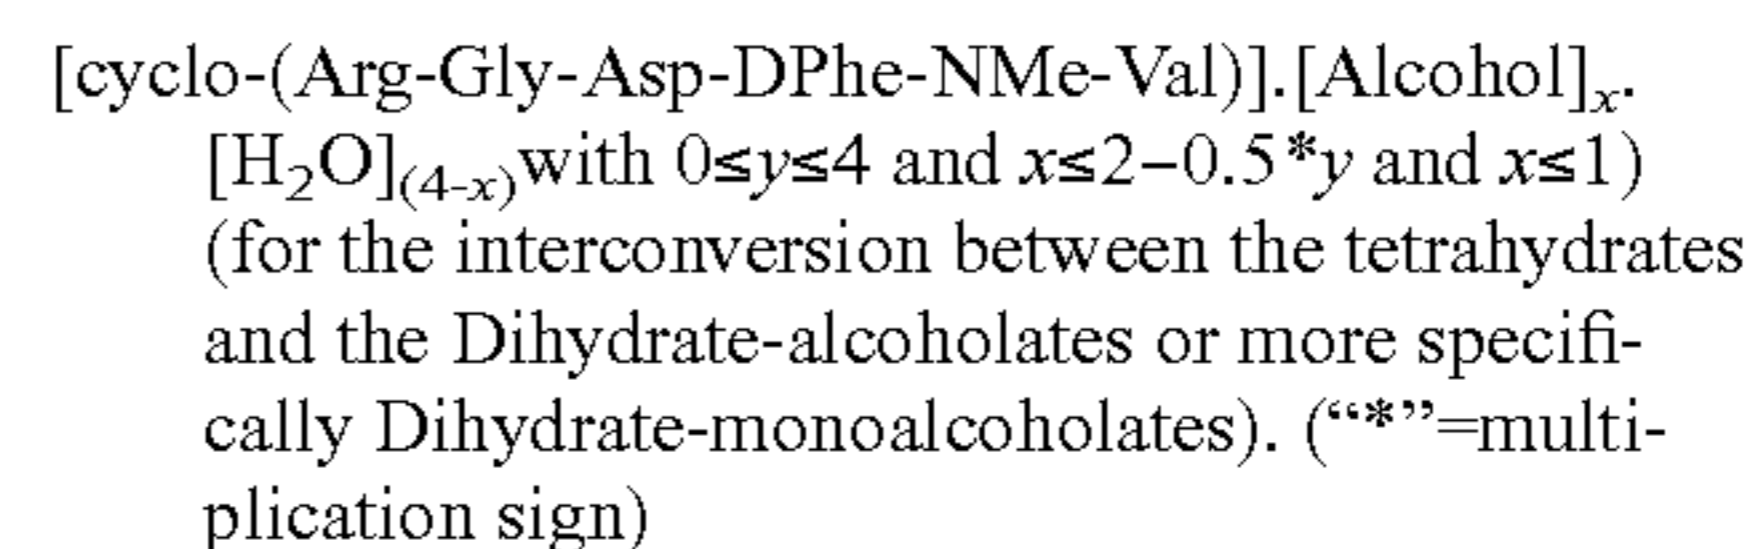 [cyclo-(Arg-Gly-Asp-DPhe-NMe-Val)].[Alcohol]ₓ.
[H₂O]₍₄₋ₓ₎with 0≤y≤4 and x≤2−0.5*y and x≤1)
(for the interconversion between the tetrahydrates
and the Dihydrate-alcoholates or more specifi-
cally Dihydrate-monoalcoholates). (“*”=multi-
plication sign)